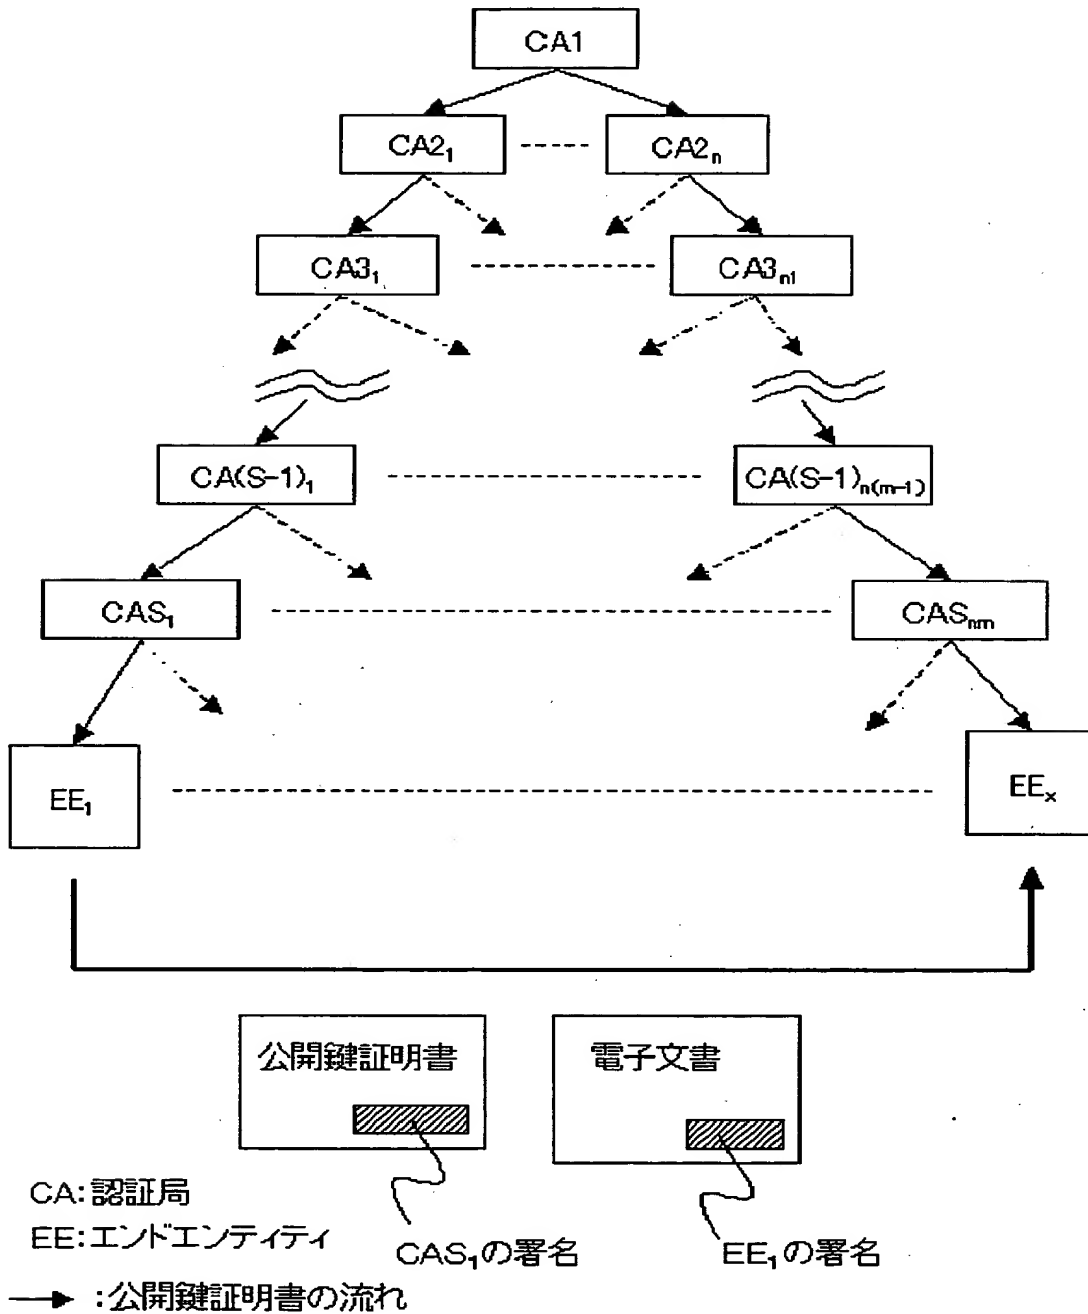 CA1
CA2₁
CA2ₙ
CA3₁
CA3ₙ₁
CA(S-1)₁
CA(S-1)ₙ₍ₘ₋₁₎
CAS₁
CASₙₘ
EE₁
EEₓ
公開鍵証明書
電子文書
CA:認証局
EE:エンドエンティティ
CAS₁の署名
EE₁の署名
:公開鍵証明書の流れ